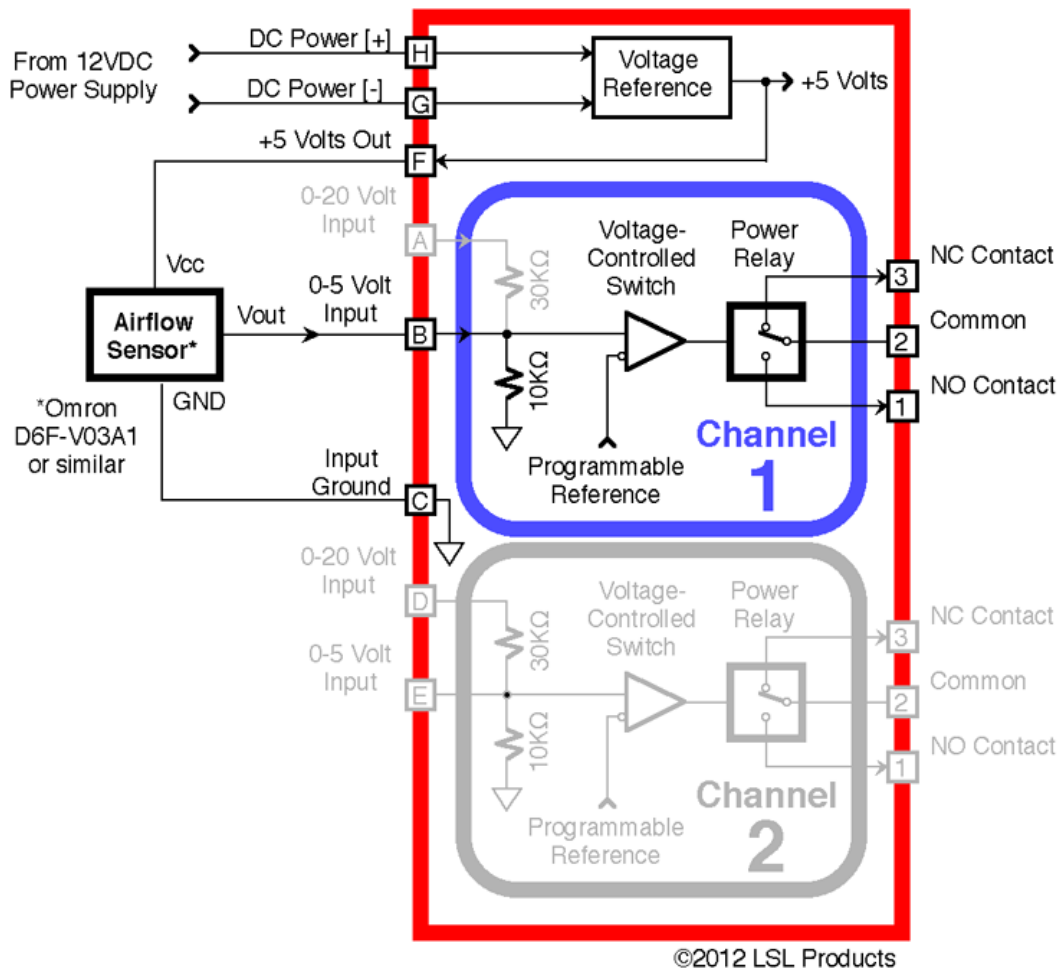 From 12VDC
Power Supply
DC Power [+]
H
DC Power [-]
G
Voltage
Reference
+5 Volts
+5 Volts Out
F
0-20 Volt
Input
A
30KΩ
Voltage-
Controlled
Switch
Power
Relay
3
NC Contact
Vcc
Airflow
Sensor*
Vout
0-5 Volt
Input
B
10KΩ
2
Common
GND
*Omron
D6F-V03A1
or similar
1
NO Contact
Channel
1
Programmable
Reference
Input
Ground
C
0-20 Volt
Input
D
30KΩ
Voltage-
Controlled
Switch
Power
Relay
3
NC Contact
0-5 Volt
Input
E
10KΩ
2
Common
1
NO Contact
Channel
2
Programmable
Reference
©2012 LSL Products